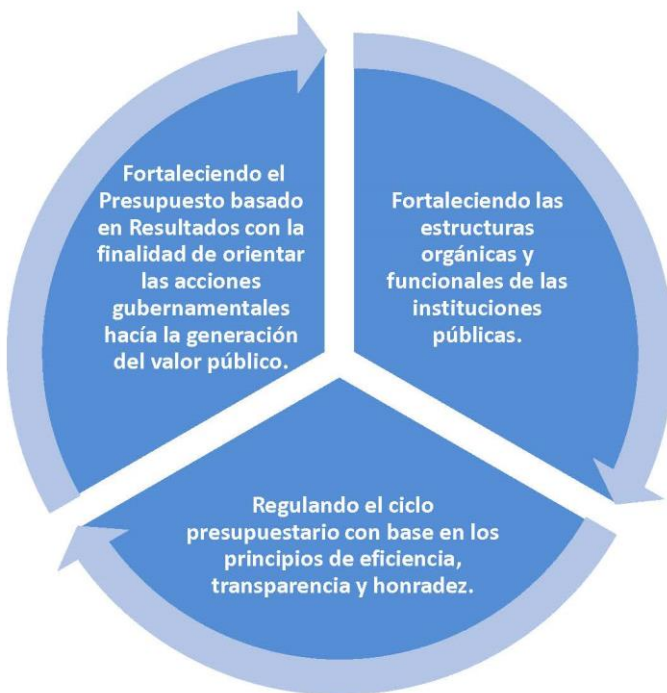 Fortaleciendo el
Presupuesto basado
en Resultados con la
finalidad de orientar
las acciones
gubernamentales
hacía la generación
del valor público.
Fortaleciendo las
estructuras
orgánicas y
funcionales de las
instituciones
públicas.
Regulando el ciclo
presupuestario con base en los
principios de eficiencia,
transparencia y honradez.